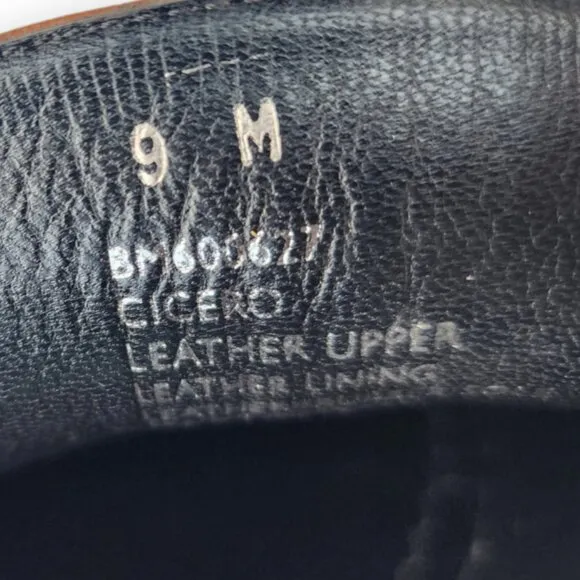 9 M
CICERO
LEATHER UPPER
LEATHER LINING